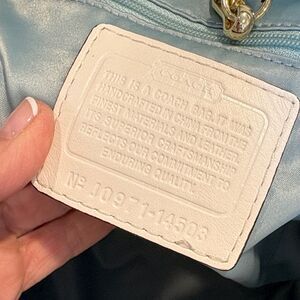 COACH
THIS IS A COACH BAG. IT WAS
HANDCRAFTED IN CHINA FROM THE
FINEST MATERIALS AND LEATHER.
ITS SUPERIOR CRAFTSMANSHIP
REFLECTS OUR COMMITMENT TO
ENDURING QUALITY.
Nº J0971-14503